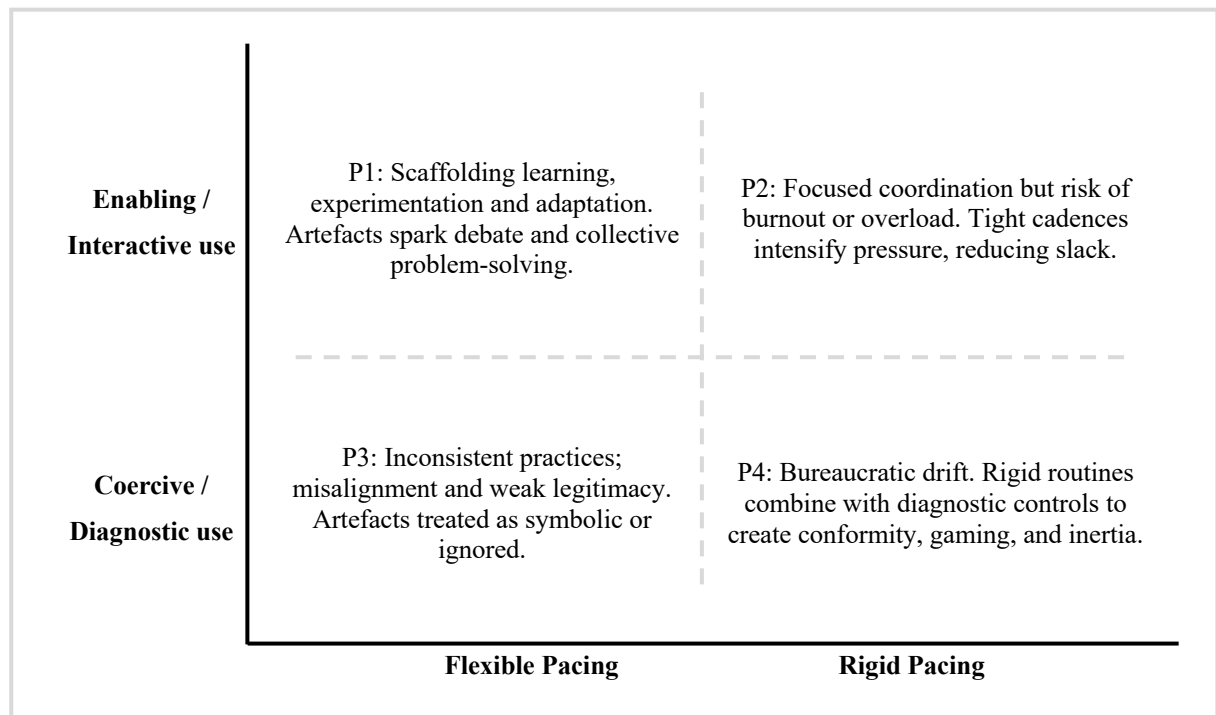 Enabling /
Interactive use
P1: Scaffolding learning,
experimentation and adaptation.
Artefacts spark debate and collective
problem-solving.
P2: Focused coordination but risk of
burnout or overload. Tight cadences
intensify pressure, reducing slack.
Coercive /
Diagnostic use
P3: Inconsistent practices;
misalignment and weak legitimacy.
Artefacts treated as symbolic or
ignored.
P4: Bureaucratic drift. Rigid routines
combine with diagnostic controls to
create conformity, gaming, and inertia.
Flexible Pacing
Rigid Pacing